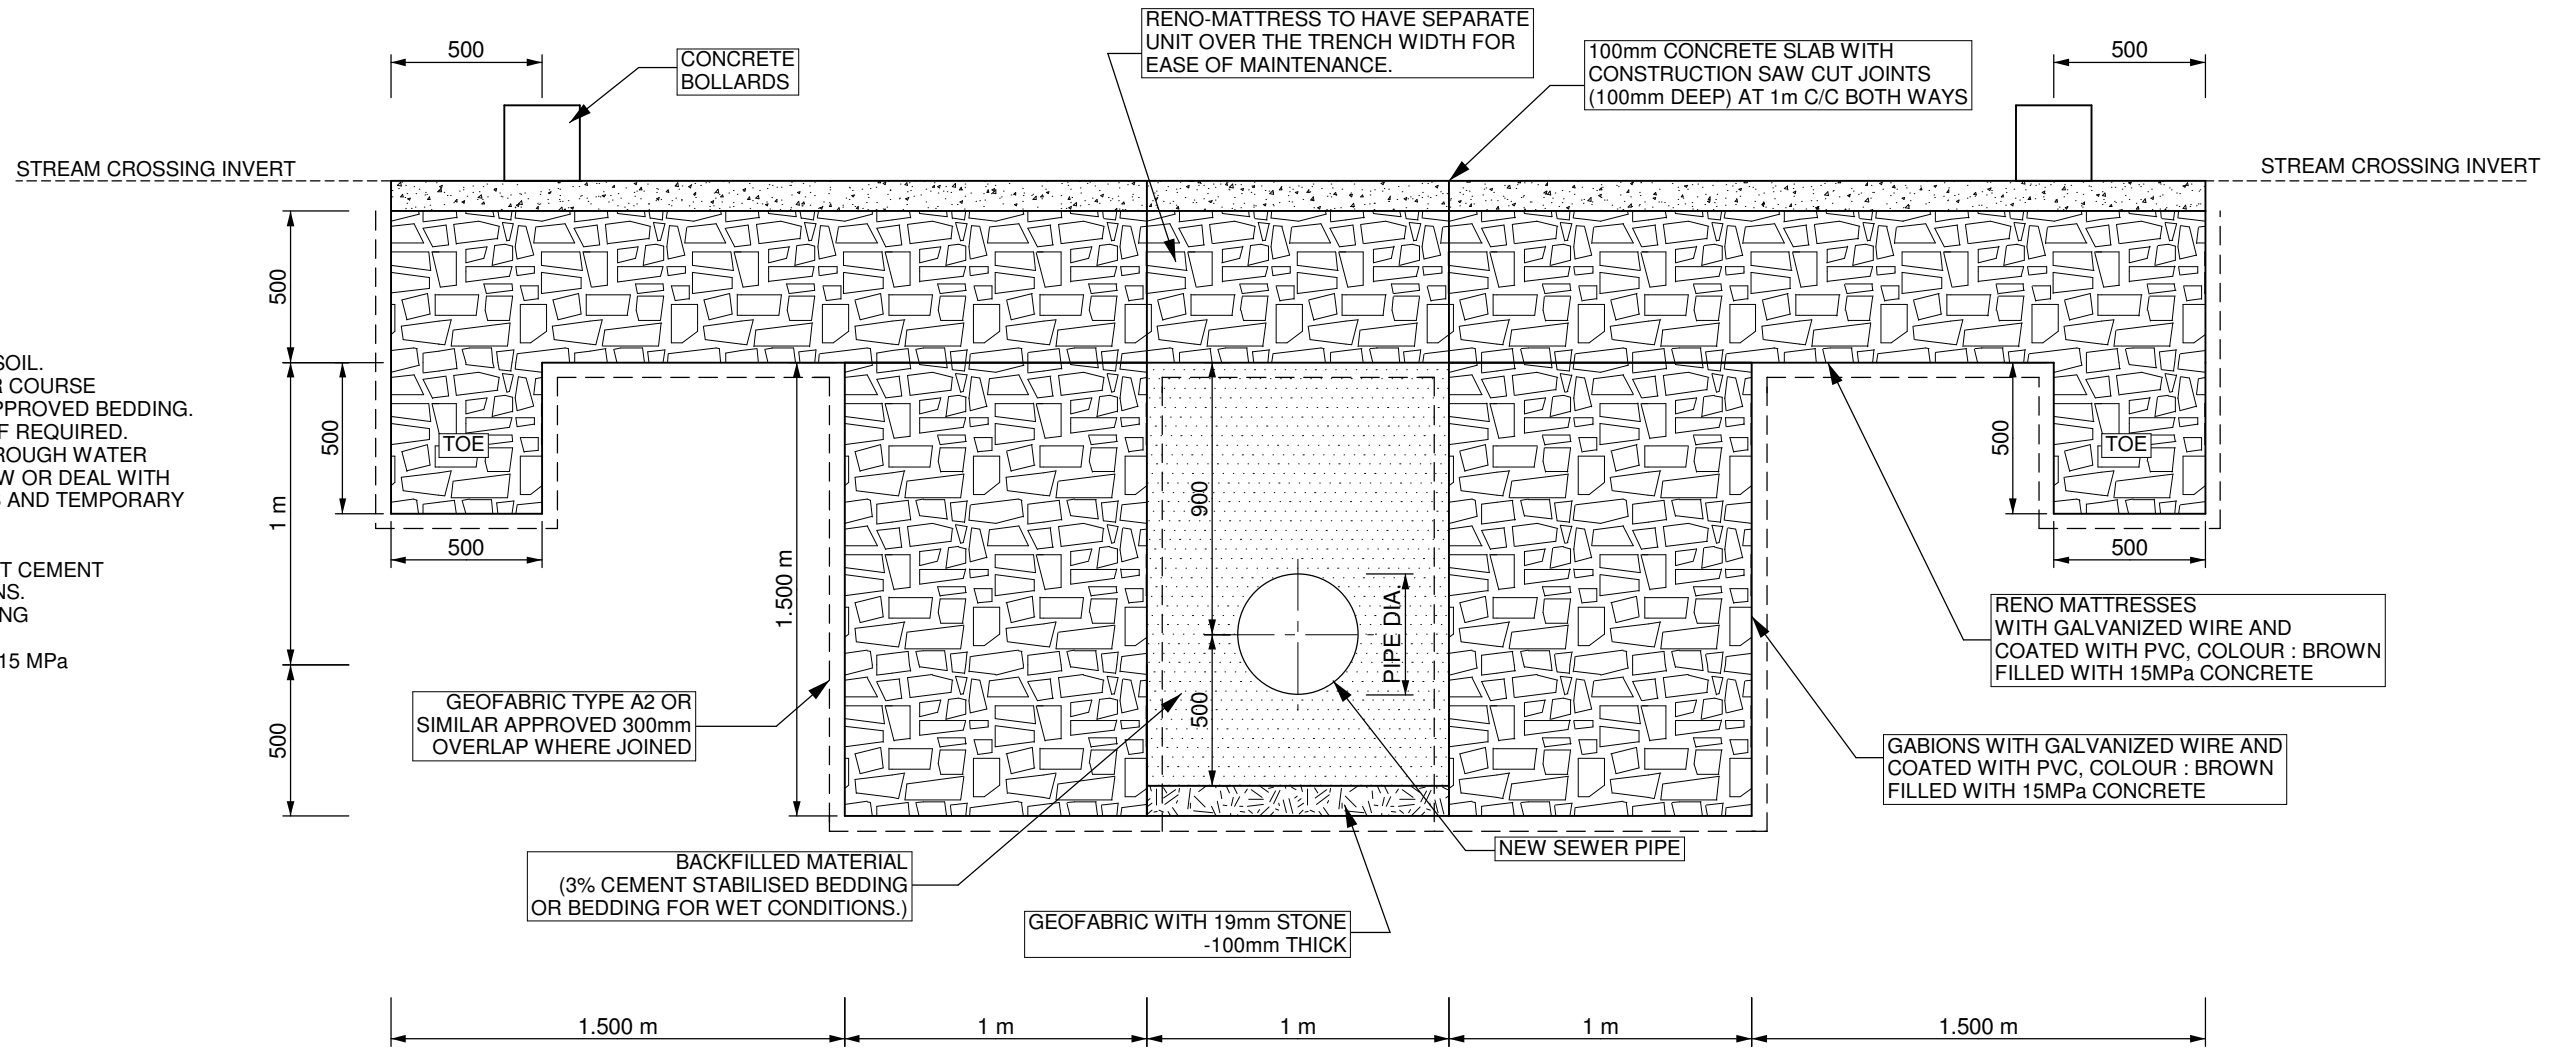 RENO-MATTRESS TO HAVE SEPARATE
UNIT OVER THE TRENCH WIDTH FOR
EASE OF MAINTENANCE.
500
CONCRETE
BOLLARDS
100mm CONCRETE SLAB WITH
CONSTRUCTION SAW CUT JOINTS
(100mm DEEP) AT 1m C/C BOTH WAYS
500
STREAM CROSSING INVERT
STREAM CROSSING INVERT
500
SOIL.
COURSE
APPROVED BEDDING.
REQUIRED.
WATER
OR DEAL WITH
AND TEMPORARY
CEMENT
15 MPa
500
1 m
500
TOE
500
1.500 m
900
500
PIPE DIA.
500
TOE
500
RENO MATTRESSES
WITH GALVANIZED WIRE AND
COATED WITH PVC, COLOUR : BROWN
FILLED WITH 15MPa CONCRETE
GEOFABRIC TYPE A2 OR
SIMILAR APPROVED 300mm
OVERLAP WHERE JOINED
GABIONS WITH GALVANIZED WIRE AND
COATED WITH PVC, COLOUR : BROWN
FILLED WITH 15MPa CONCRETE
NEW SEWER PIPE
BACKFILLED MATERIAL
(3% CEMENT STABILISED BEDDING
OR BEDDING FOR WET CONDITIONS.)
GEOFABRIC WITH 19mm STONE
-100mm THICK
1.500 m
1 m
1 m
1 m
1.500 m